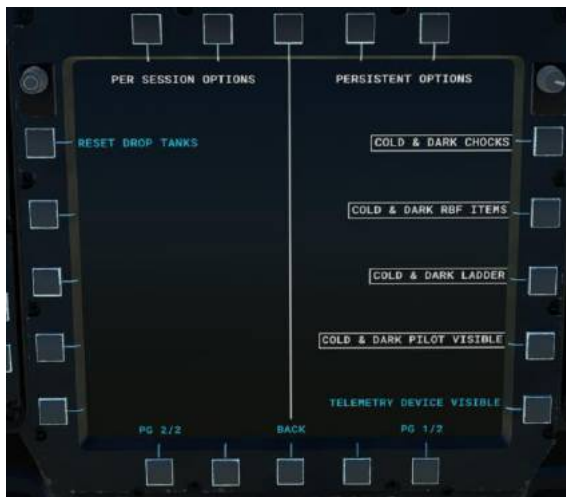 PER SESSION OPTIONS
PERSISTENT OPTIONS
RESET DROP TANKS
COLD & DARK CHOCKS
COLD & DARK RBF ITEMS
COLD & DARK LADDER
COLD & DARK PILOT VISIBLE
TELEMETRY DEVICE VISIBLE
PG 2/2
BACK
PG 1/2